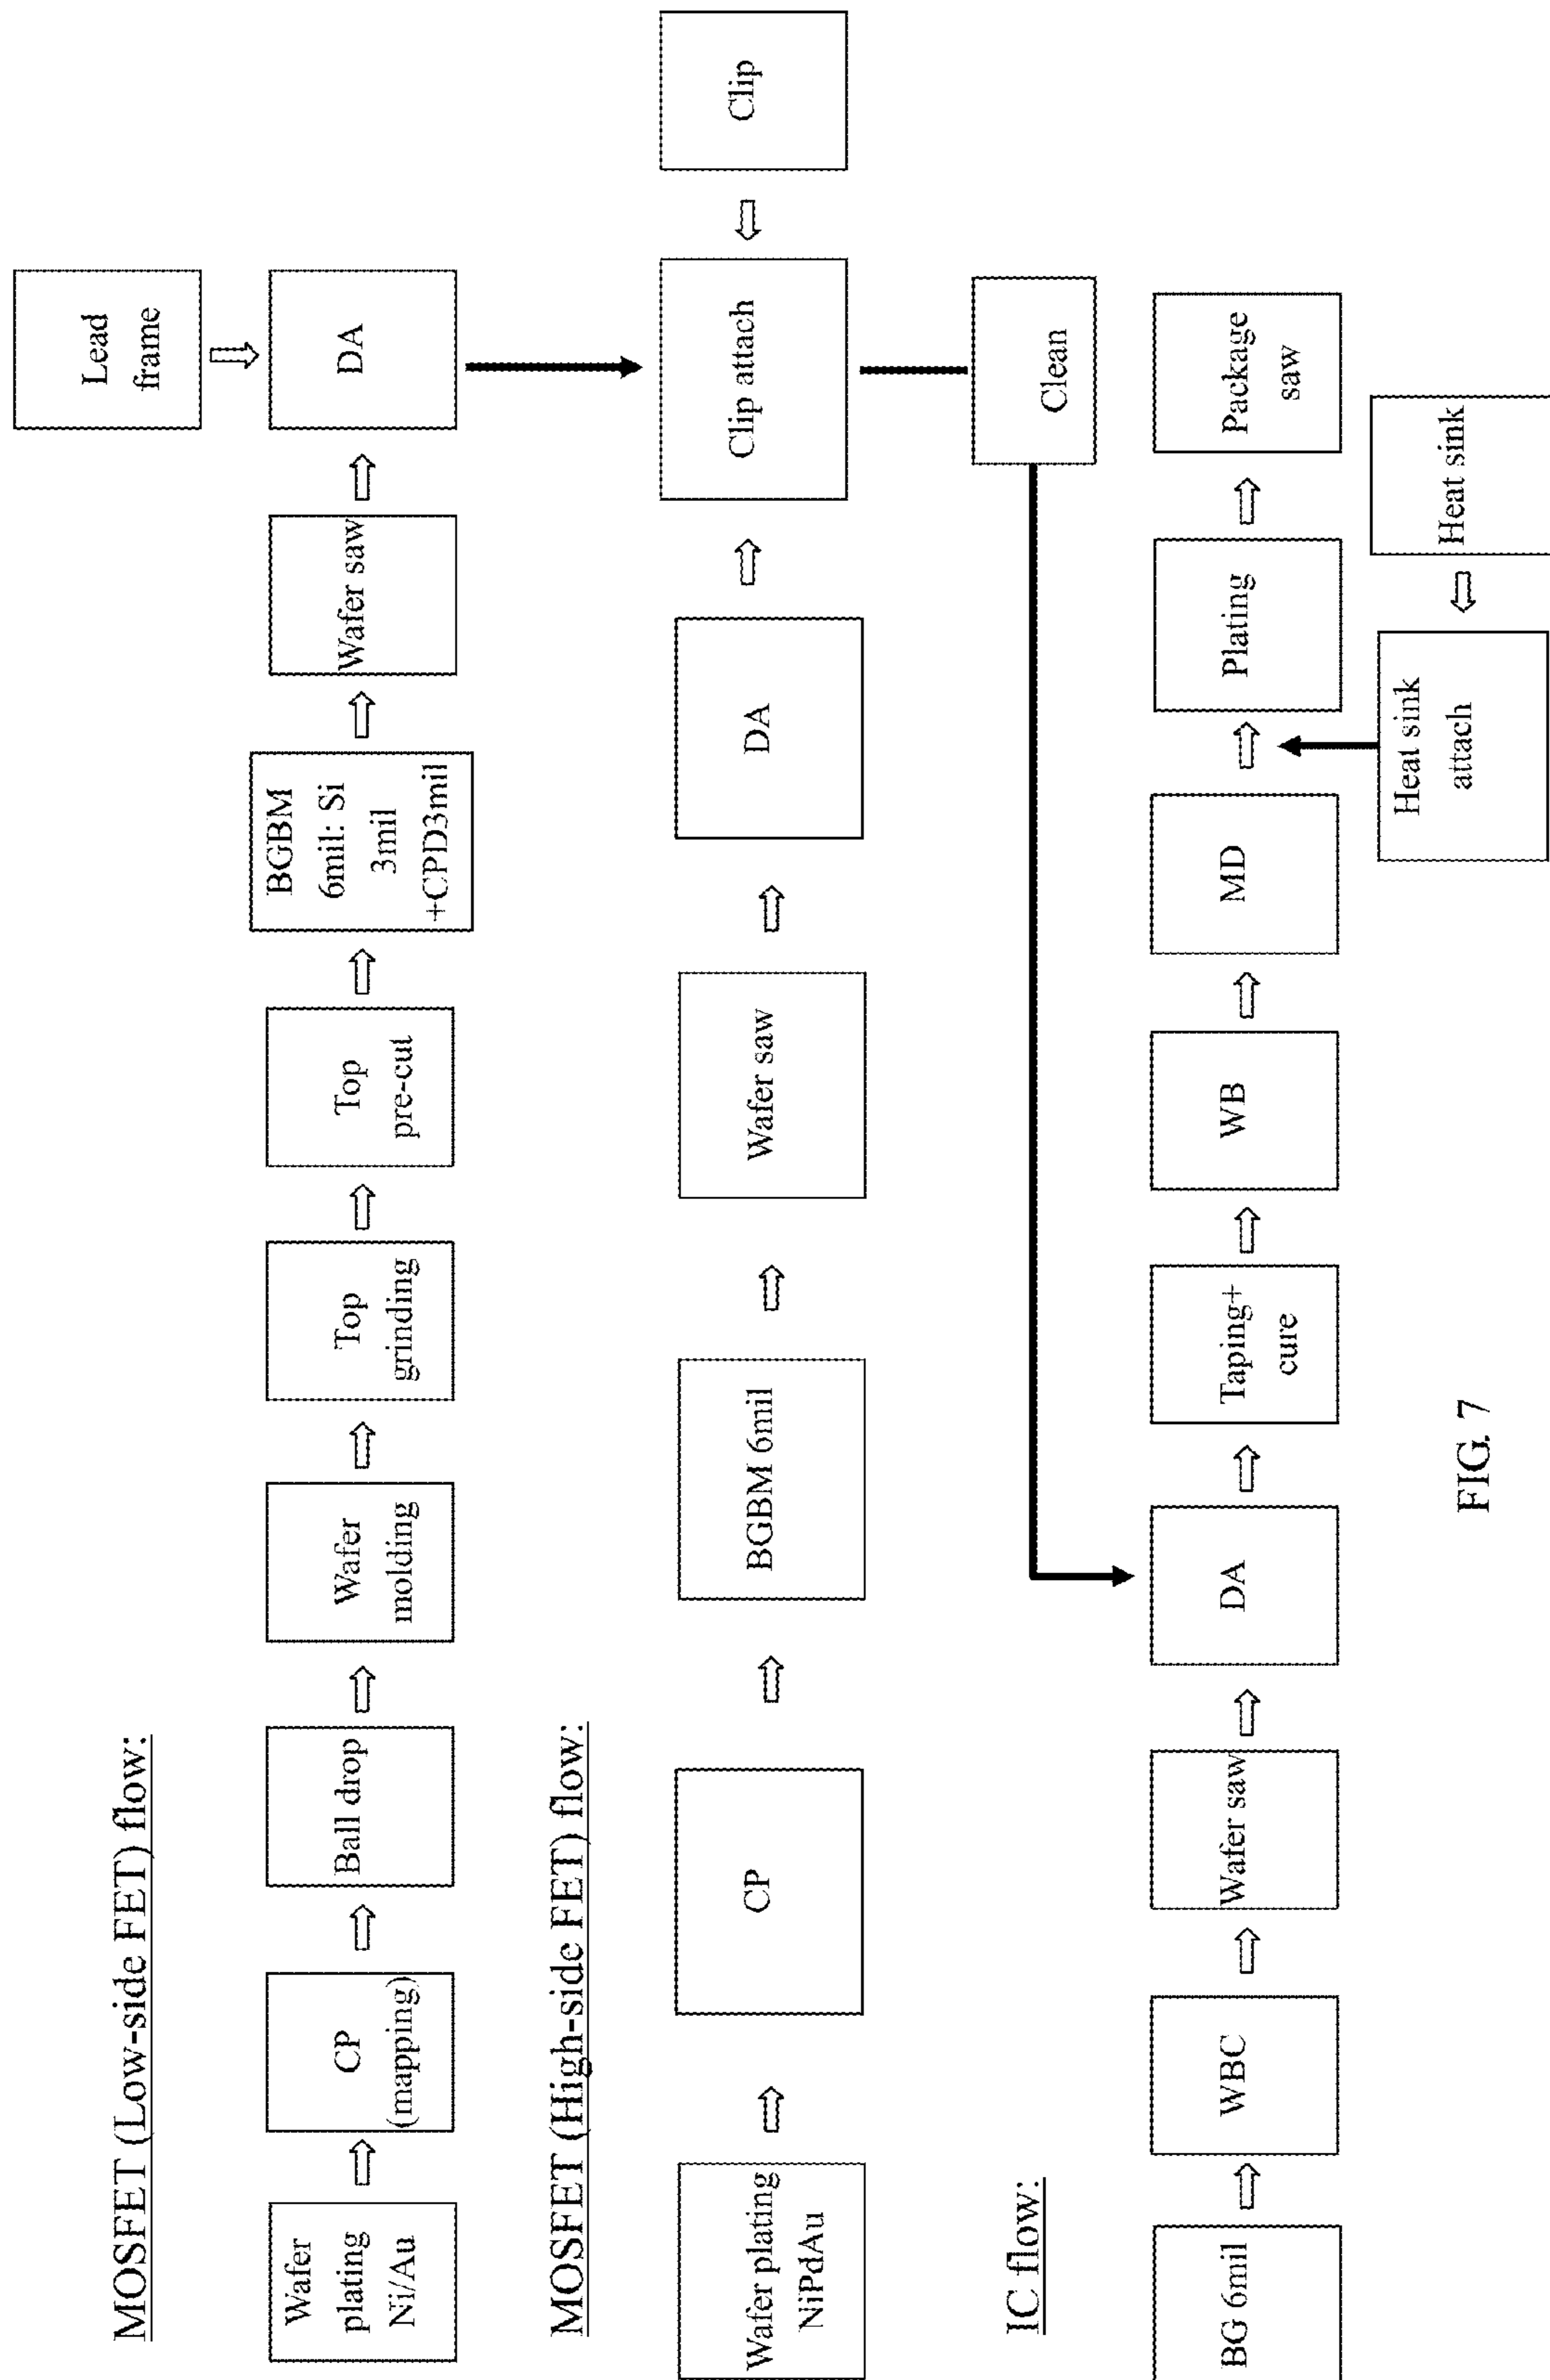 MOSFET (Low-side FET) flow:
Wafer
plating
Ni/Au
CP
(mapping)
Ball drop
Wafer
molding
Top
grinding
Top
pre-cut
BGBM
6mil: Si
3mil
+CPD3mil
Wafer saw
DA
Lead
frame
MOSFET (High-side FET) flow:
Wafer plating
NiPdAu
CP
BGBM 6mil
Wafer saw
DA
Clip attach
Clip
Clean
IC flow:
BG 6mil
WBC
Wafer saw
DA
Taping+
cure
WB
MD
Plating
Package
saw
Heat sink
attach
Heat sink
FIG. 7